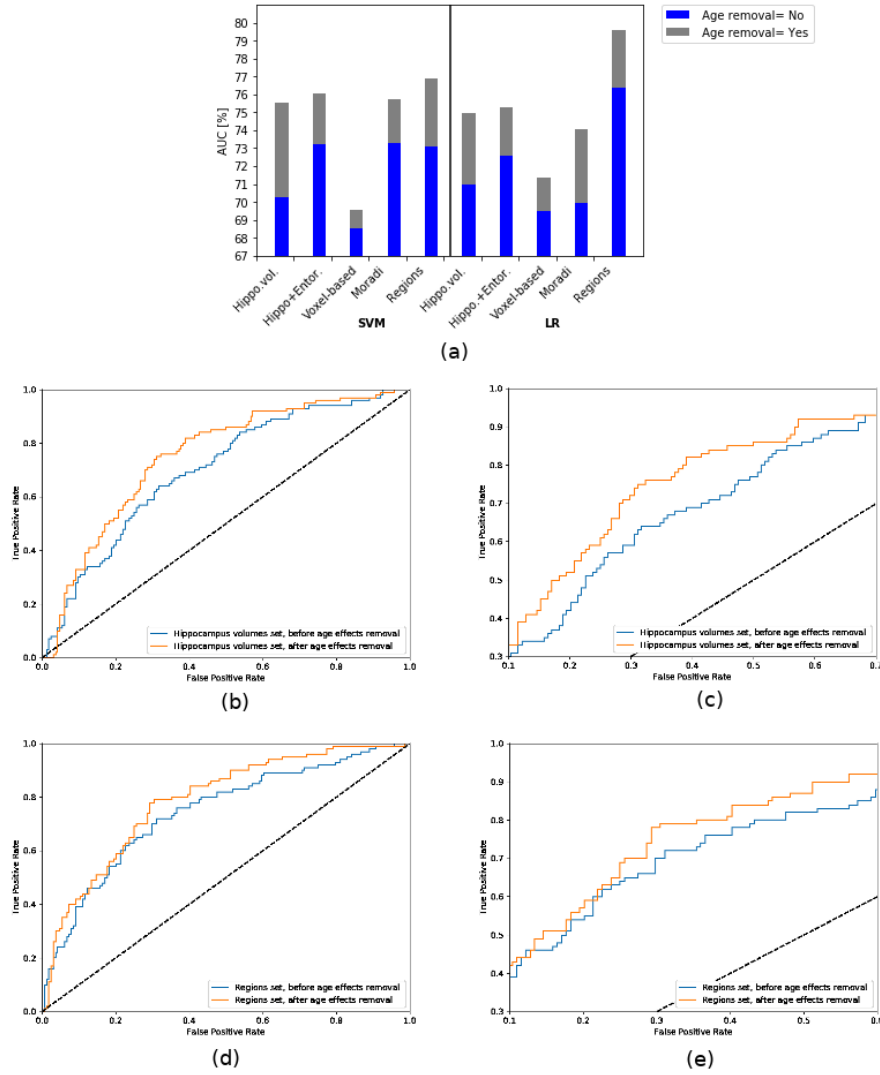 Age removal= No
Age removal= Yes
AUC [%]
80
79
78
77
76
75
74
73
72
71
70
69
68
67
Hippo.vol.
Hippo+Entor.
Voxel-based
Moradi
Regions
Hippo.vol.
Hippo.+Entor.
Voxel-based
Moradi
Regions
SVM
LR
(a)
True Positive Rate
1.0
0.8
0.6
0.4
0.2
0.0
0.0 0.2 0.4 0.6 0.8 1.0
False Positive Rate
Hippocampus volumes set, before age effects removal
Hippocampus volumes set, after age effects removal
(b)
True Positive Rate
1.0
0.9
0.8
0.7
0.6
0.5
0.4
0.3
0.1 0.2 0.3 0.4 0.5 0.6 0.7
False Positive Rate
Hippocampus volumes set, before age effects removal
Hippocampus volumes set, after age effects removal
(c)
True Positive Rate
1.0
0.8
0.6
0.4
0.2
0.0
0.0 0.2 0.4 0.6 0.8 1.0
False Positive Rate
Regions set, before age effects removal
Regions set, after age effects removal
(d)
True Positive Rate
1.0
0.9
0.8
0.7
0.6
0.5
0.4
0.3
0.1 0.2 0.3 0.4 0.5 0.6
False Positive Rate
Regions set, before age effects removal
Regions set, after age effects removal
(e)